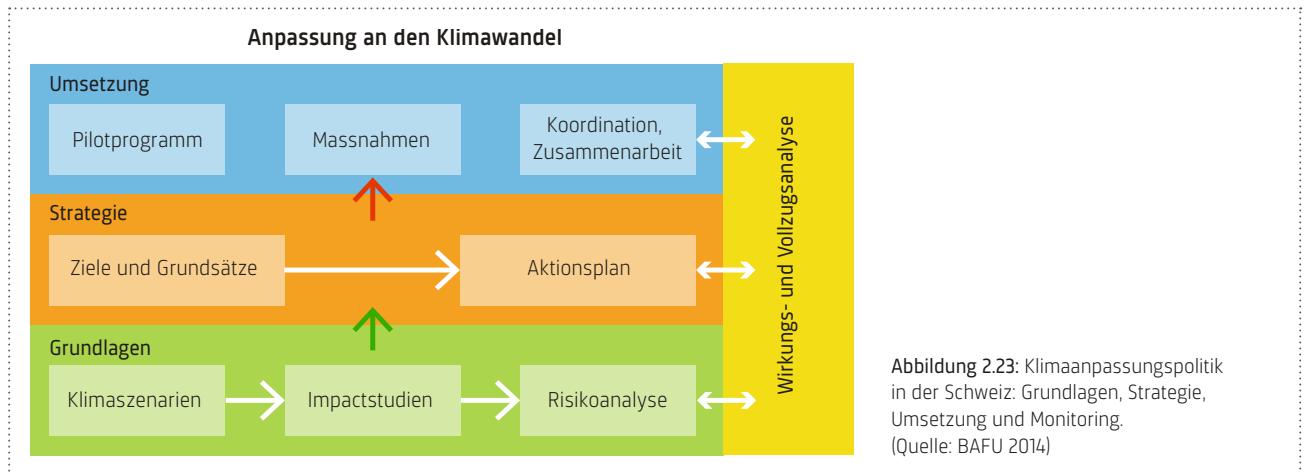 Anpassung an den Klimawandel
Umsetzung
Pilotprogramm
Massnahmen
Koordination,
Zusammenarbeit
Strategie
Ziele und Grundsätze
Aktionsplan
Grundlagen
Klimaszenarien
Impactstudien
Risikoanalyse
Wirkungs- und Vollzugsanalyse
Abbildung 2.23: Klimaanpassungspolitik
in der Schweiz: Grundlagen, Strategie,
Umsetzung und Monitoring.
(Quelle: BAFU 2014)